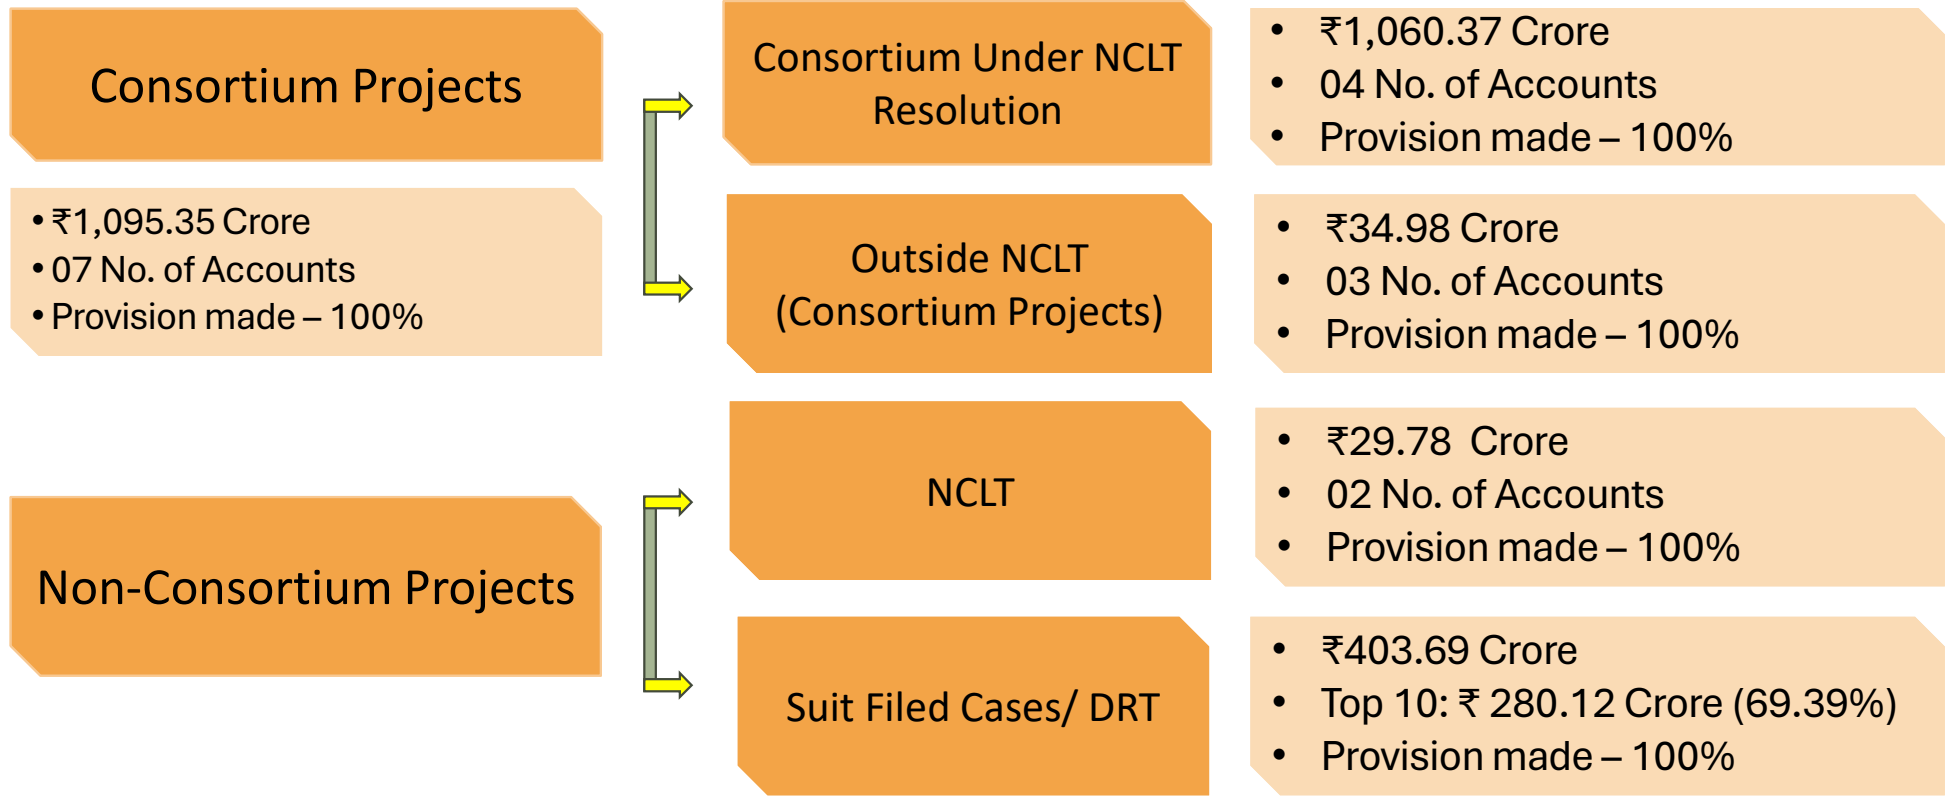 Consortium Projects
• ₹1,095.35 Crore
• 07 No. of Accounts
• Provision made – 100%
Consortium Under NCLT
Resolution
• ₹1,060.37 Crore
• 04 No. of Accounts
• Provision made – 100%
Outside NCLT
(Consortium Projects)
• ₹34.98 Crore
• 03 No. of Accounts
• Provision made – 100%
Non-Consortium Projects
NCLT
• ₹29.78 Crore
• 02 No. of Accounts
• Provision made – 100%
Suit Filed Cases/ DRT
• ₹403.69 Crore
• Top 10: ₹ 280.12 Crore (69.39%)
• Provision made – 100%